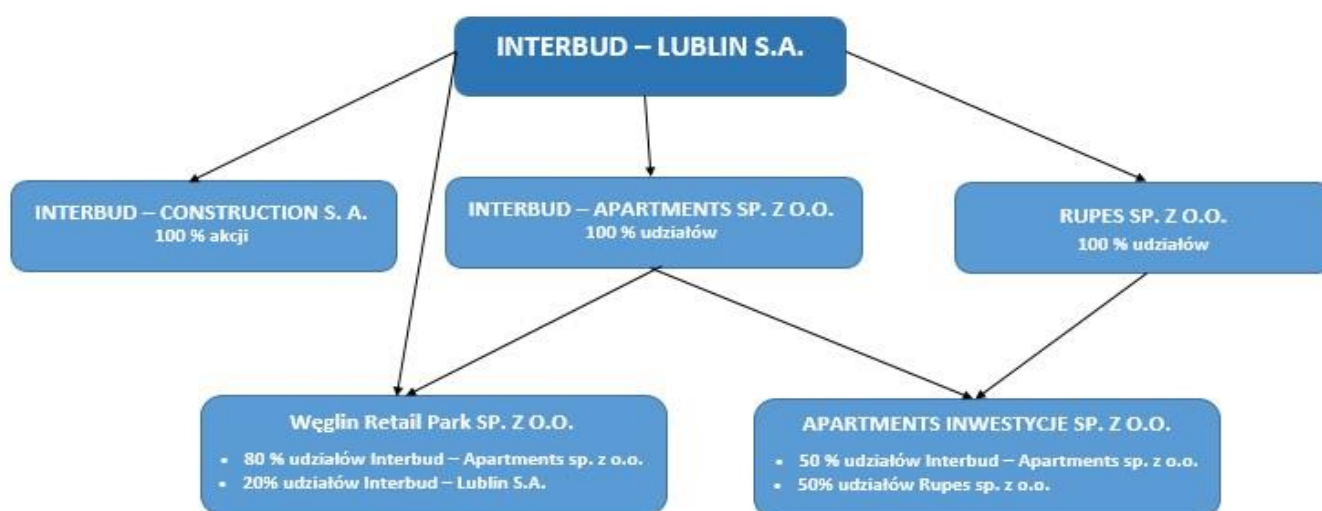 INTERBUD – LUBLIN S.A.
INTERBUD – CONSTRUCTION S. A.
100 % akcji
INTERBUD – APARTMENTS SP. Z O.O.
100 % udziałów
RUPES SP. Z O.O.
100 % udziałów
Węglin Retail Park SP. Z O.O.
• 80 % udziałów Interbud – Apartments sp. z o.o.
• 20% udziałów Interbud – Lublin S.A.
APARTMENTS INWESTYCJE SP. Z O.O.
• 50 % udziałów Interbud – Apartments sp. z o.o.
• 50% udziałów Rupes sp. z o.o.